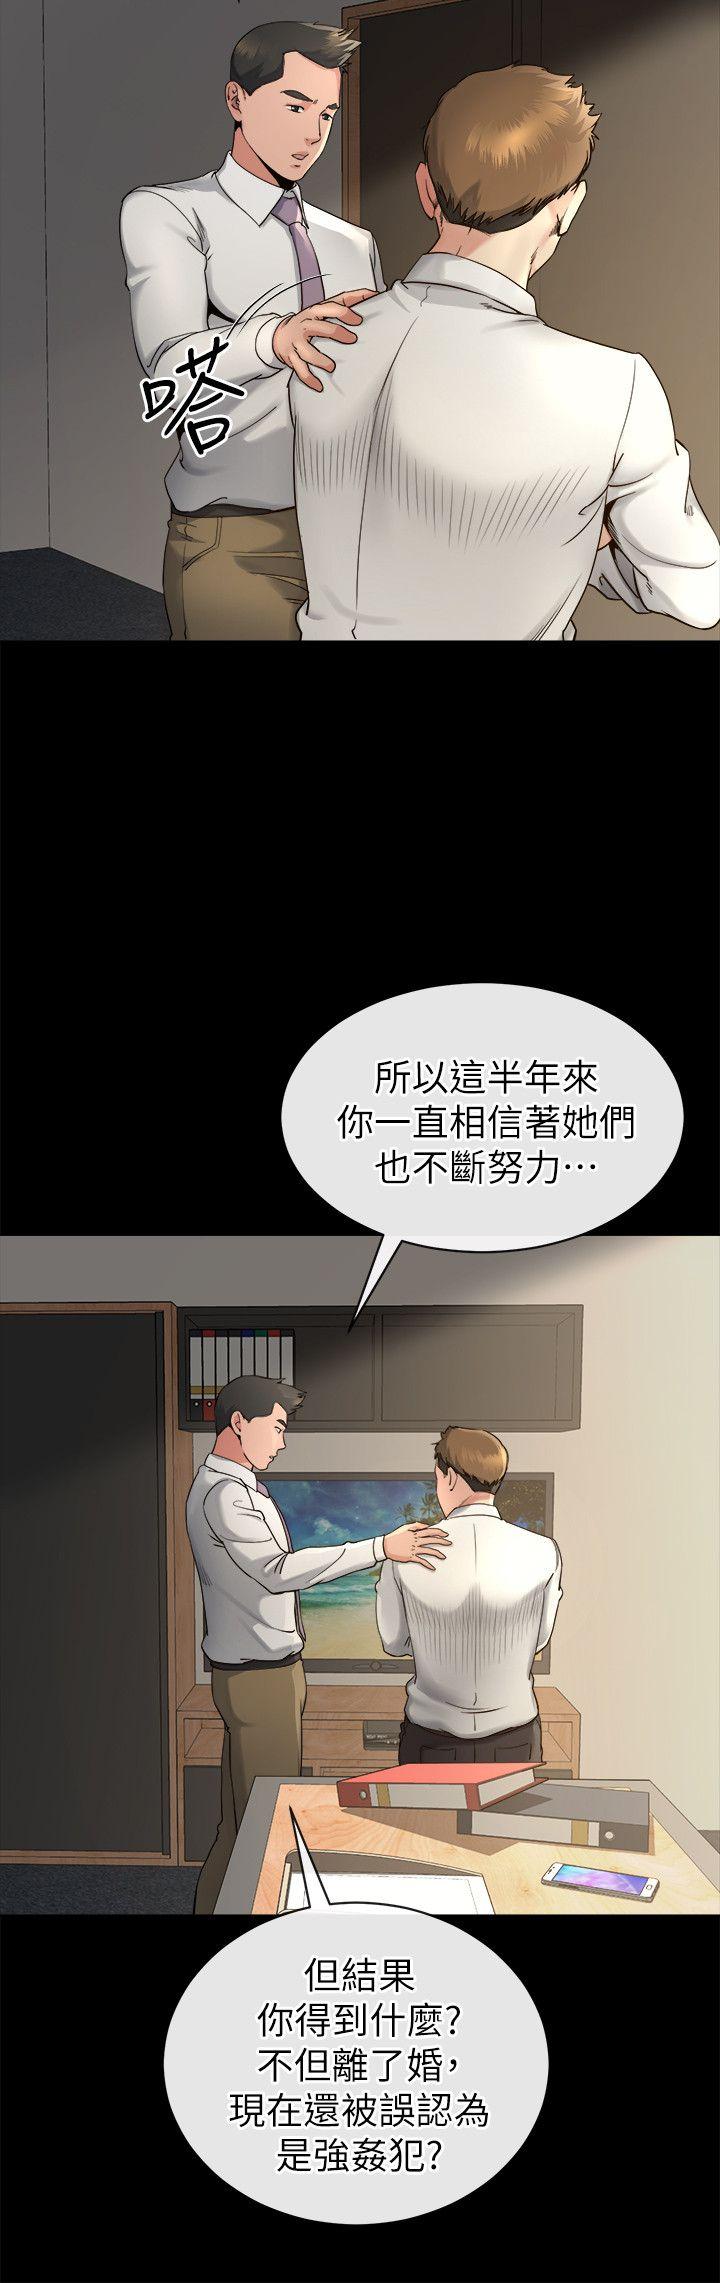 嗒
所以這半年來
你一直相信著她們
也不斷努力…
但結果
你得到什麼?
不但離了婚，
現在還被誤認為
是強姦犯?